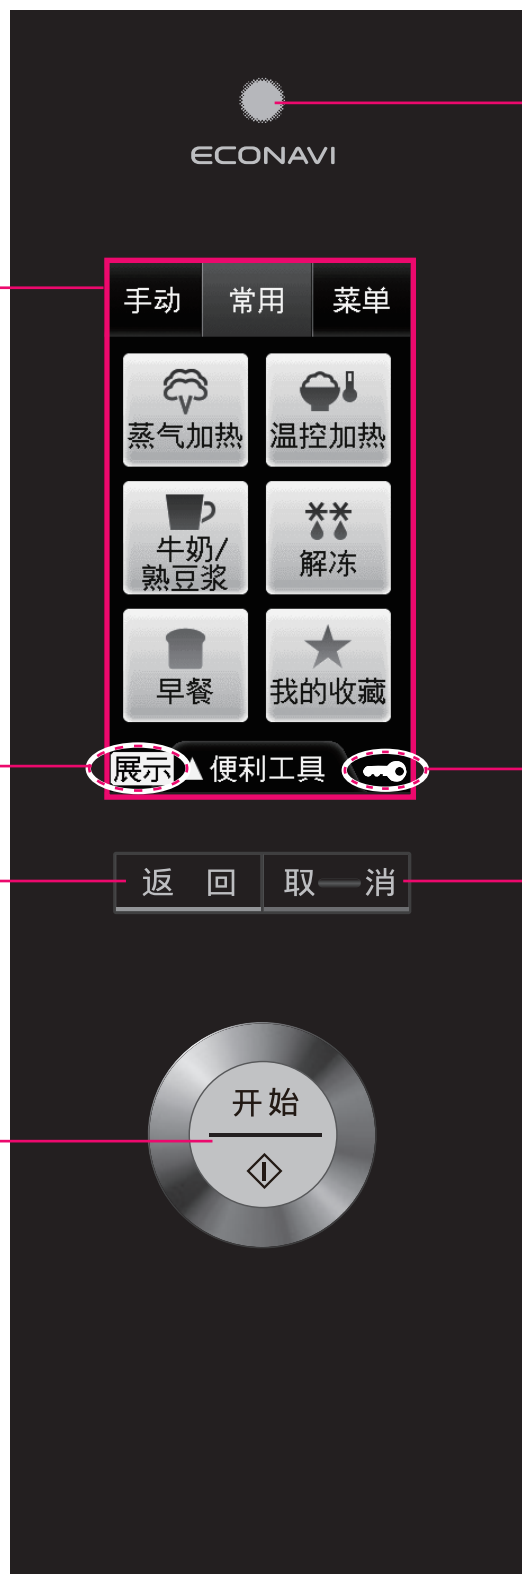 ECONAVI
手动 常用 菜单
蒸气加热 温控加热
牛奶/
熟豆浆
解冻
早餐 我的收藏
展示 便利工具
返 回 取 消
开始